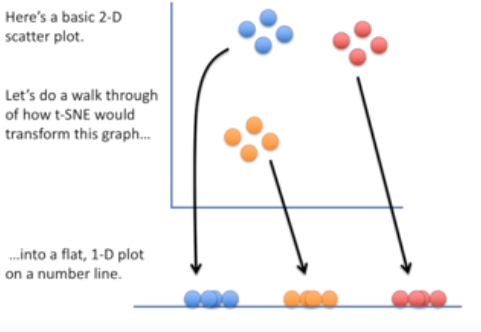 Here's a basic 2-D
scatter plot.
Let's do a walk through
of how t-SNE would
transform this graph...
...into a flat, 1-D plot
on a number line.